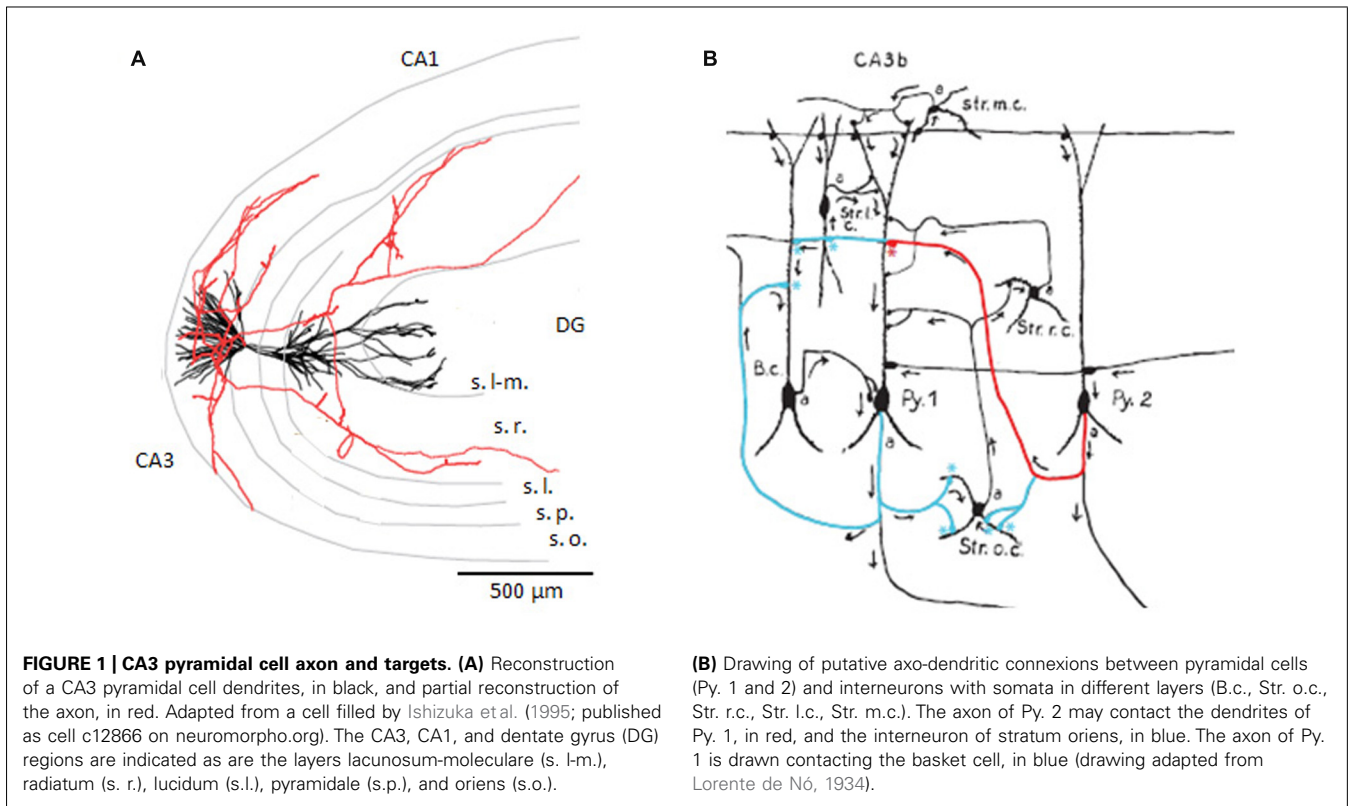 A
CA1
DG
s. l-m.
s. r.
CA3
s. l.
s. p.
s. o.
500 μm
B
CA3b
a
str.m.c.
a
Str.l.
c.
a
Str. r.c.
B.c.
a
Py.1
Py. 2
a
a
a
Str. o.c.
FIGURE 1 | CA3 pyramidal cell axon and targets. (A) Reconstruction
of a CA3 pyramidal cell dendrites, in black, and partial reconstruction of
the axon, in red. Adapted from a cell filled by Ishizuka et al. (1995; published
as cell c12866 on neuromorpho.org). The CA3, CA1, and dentate gyrus (DG)
regions are indicated as are the layers lacunosum-moleculare (s. l-m.),
radiatum (s. r.), lucidum (s.l.), pyramidale (s.p.), and oriens (s.o.).
(B) Drawing of putative axo-dendritic connexions between pyramidal cells
(Py. 1 and 2) and interneurons with somata in different layers (B.c., Str. o.c.,
Str. r.c., Str. l.c., Str. m.c.). The axon of Py. 2 may contact the dendrites of
Py. 1, in red, and the interneuron of stratum oriens, in blue. The axon of Py.
1 is drawn contacting the basket cell, in blue (drawing adapted from
Lorente de Nó, 1934).